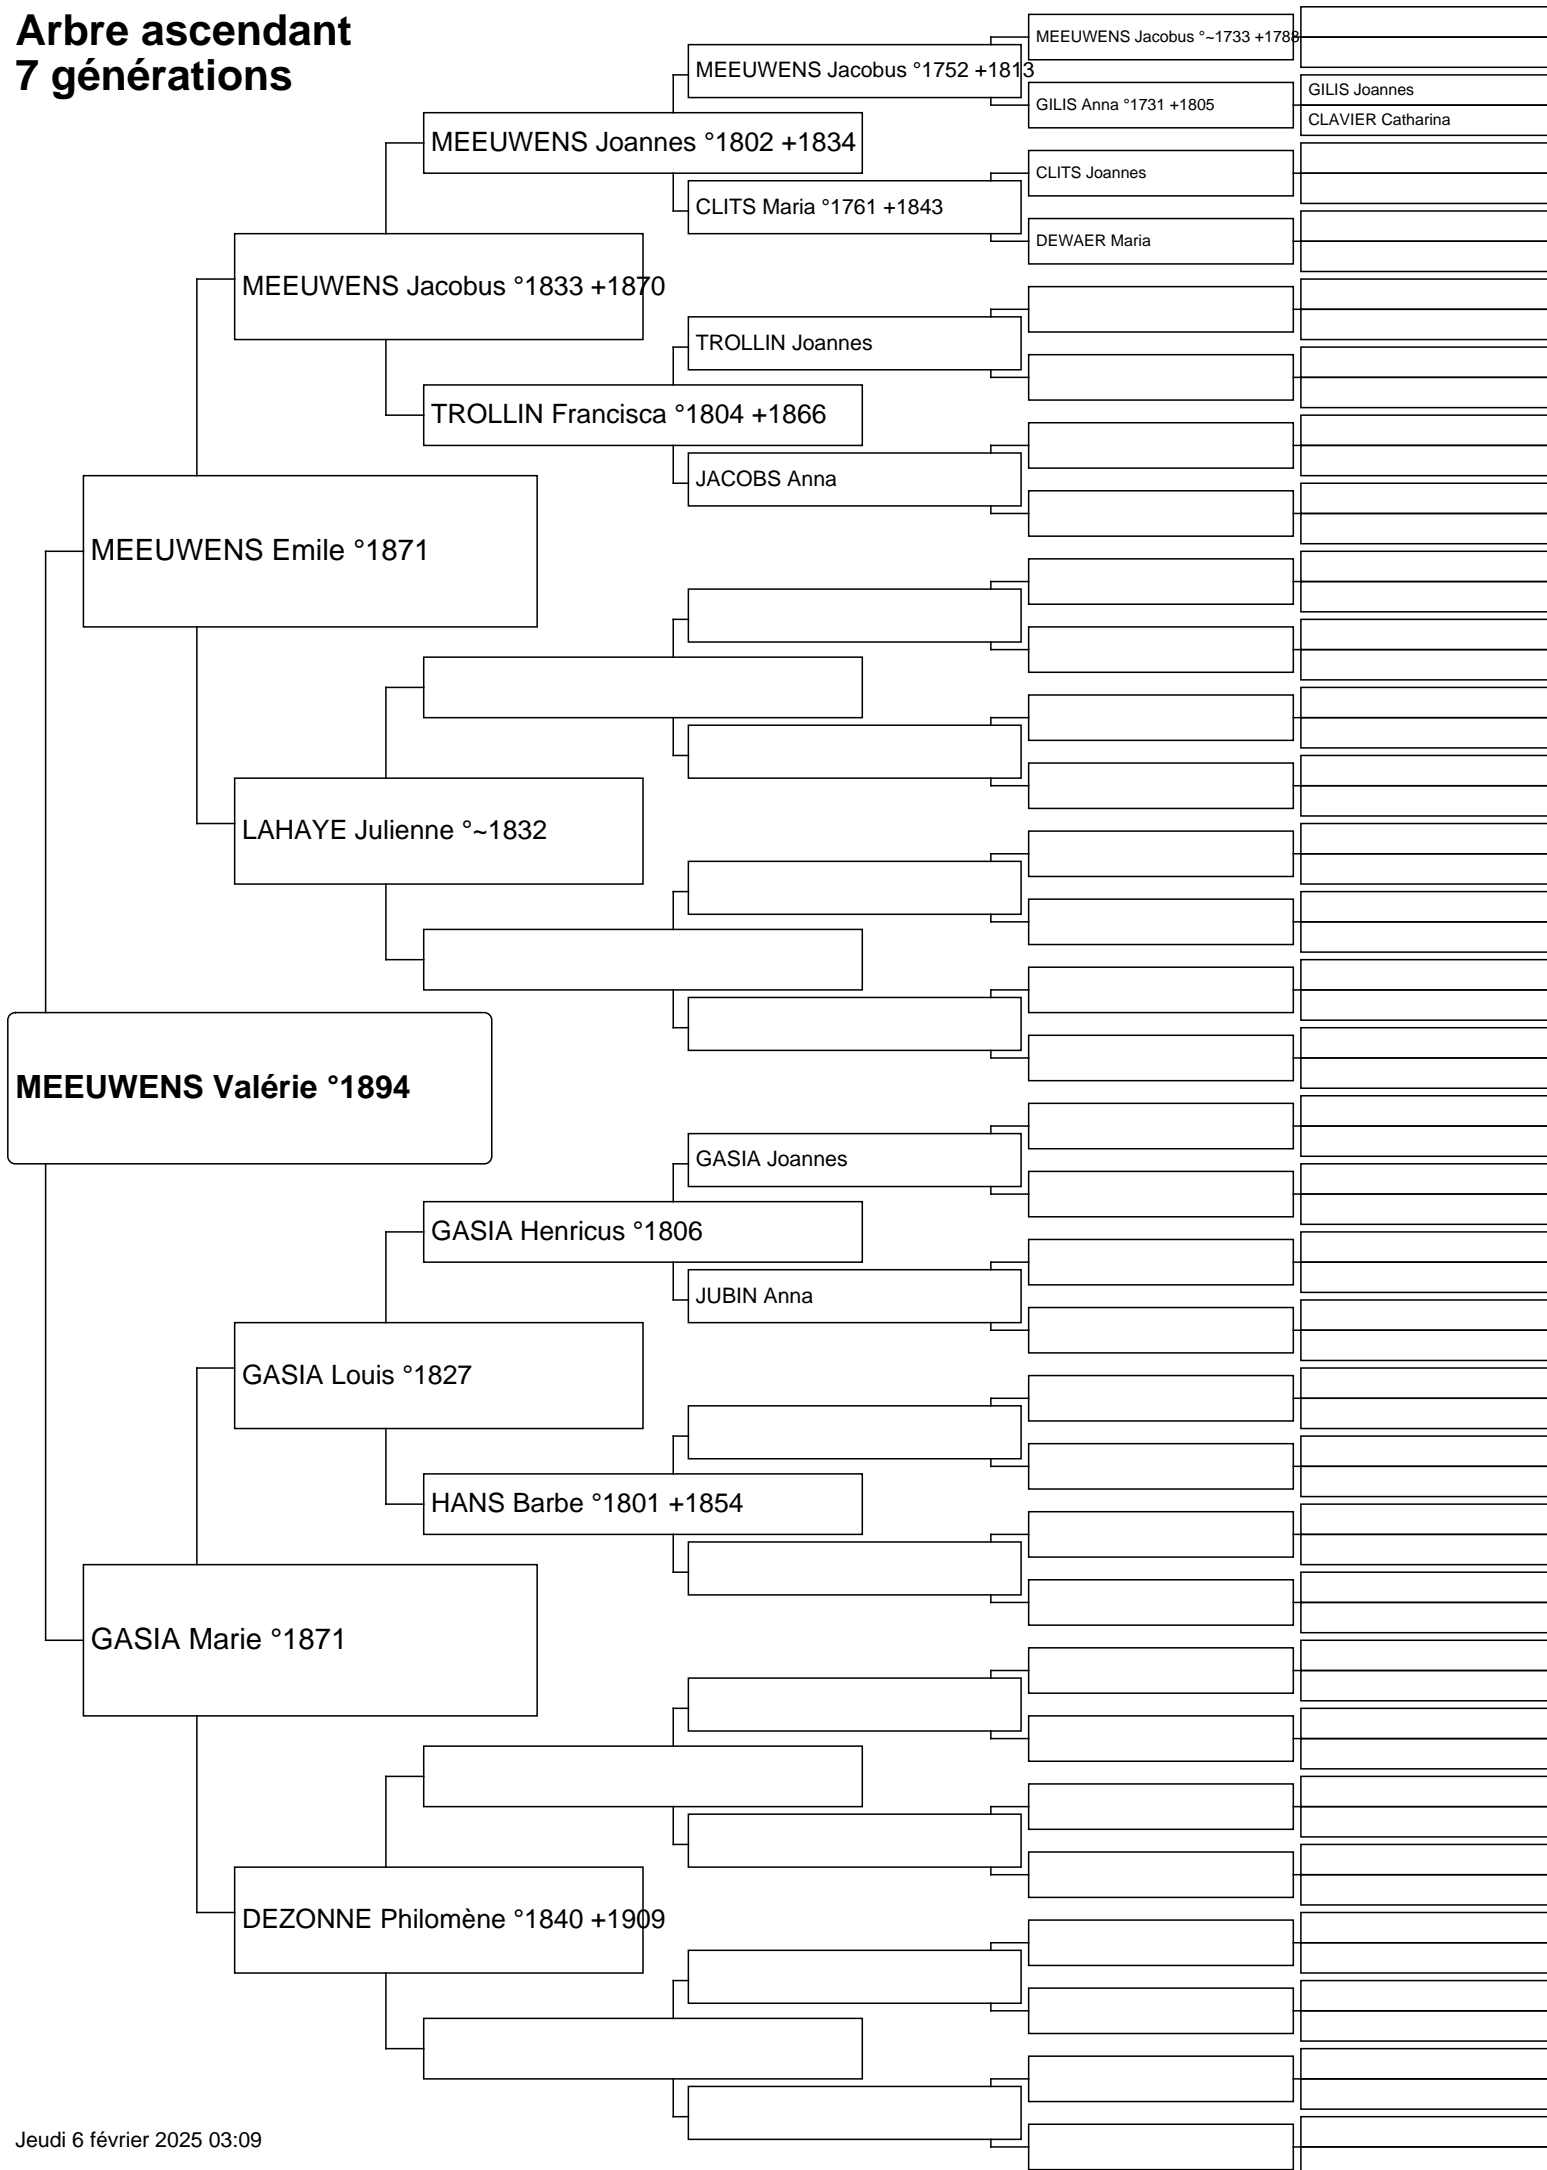 Arbre ascendant
7 générations
MEEUWENS Jacobus °~1733 +1788
MEEUWENS Jacobus °1752 +1813
GILIS Joannes
GILIS Anna °1731 +1805
CLAVIER Catharina
MEEUWENS Joannes °1802 +1834
CLITS Joannes
CLITS Maria °1761 +1843
DEWAER Maria
MEEUWENS Jacobus °1833 +1870
TROLLIN Joannes
TROLLIN Francisca °1804 +1866
JACOBS Anna
MEEUWENS Emile °1871
LAHAYE Julienne °~1832
MEEUWENS Valérie °1894
GASIA Joannes
GASIA Henricus °1806
JUBIN Anna
GASIA Louis °1827
HANS Barbe °1801 +1854
GASIA Marie °1871
DEZONNE Philomène °1840 +1909
Jeudi 6 février 2025 03:09